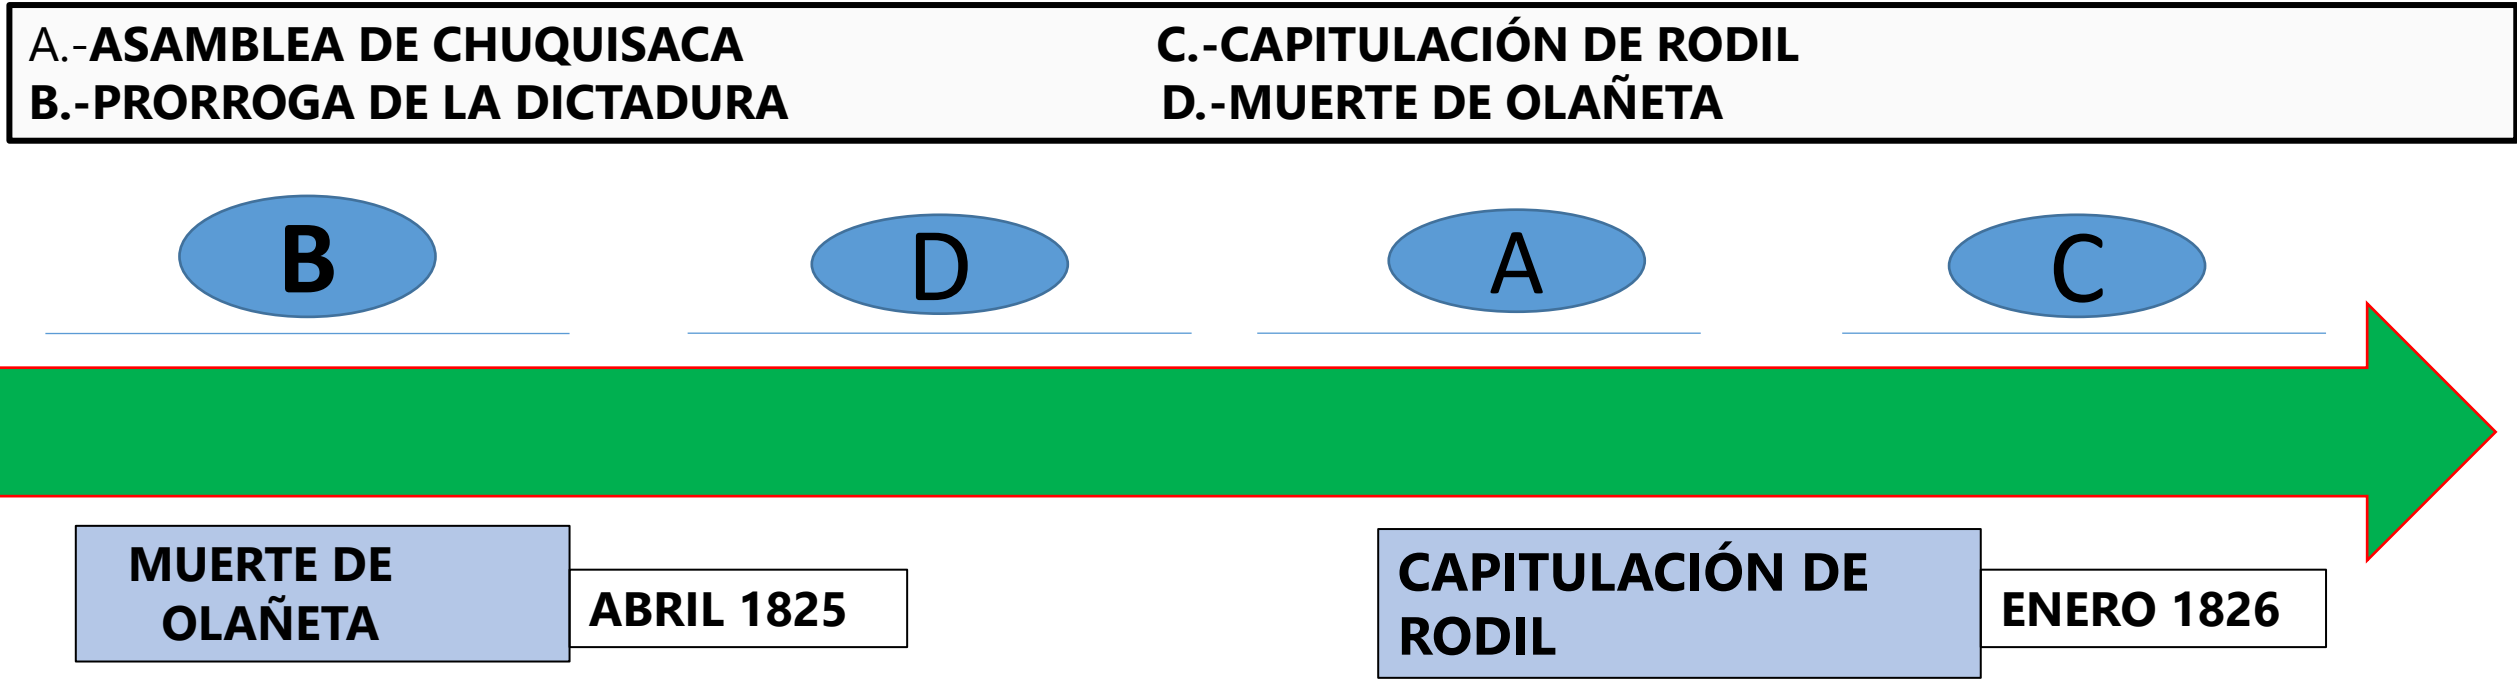 A.-ASAMBLEA DE CHUQUISACA C.-CAPITULACIÓN DE RODIL
B.-PRORROGA DE LA DICTADURA D.-MUERTE DE OLAÑETA
B D A C
MUERTE DE
OLAÑETA
ABRIL 1825
CAPITULACIÓN DE
RODIL
ENERO 1826